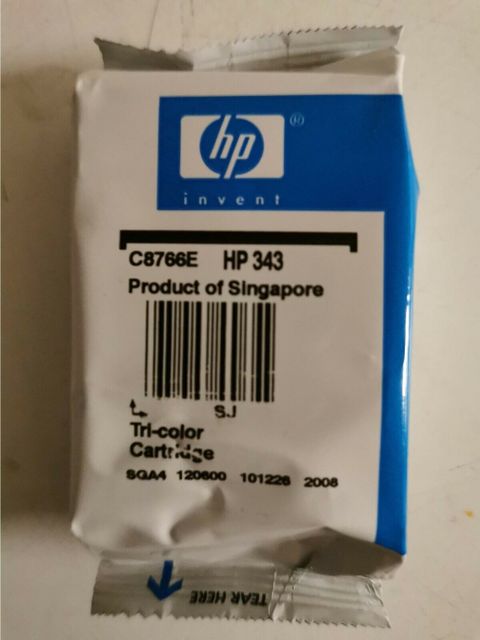 hp ®
invent
C8766E HP 343
Product of Singapore
SJ
Tri-color
Cartridge
SGA4 120600 101226 2008
TEAR HERE